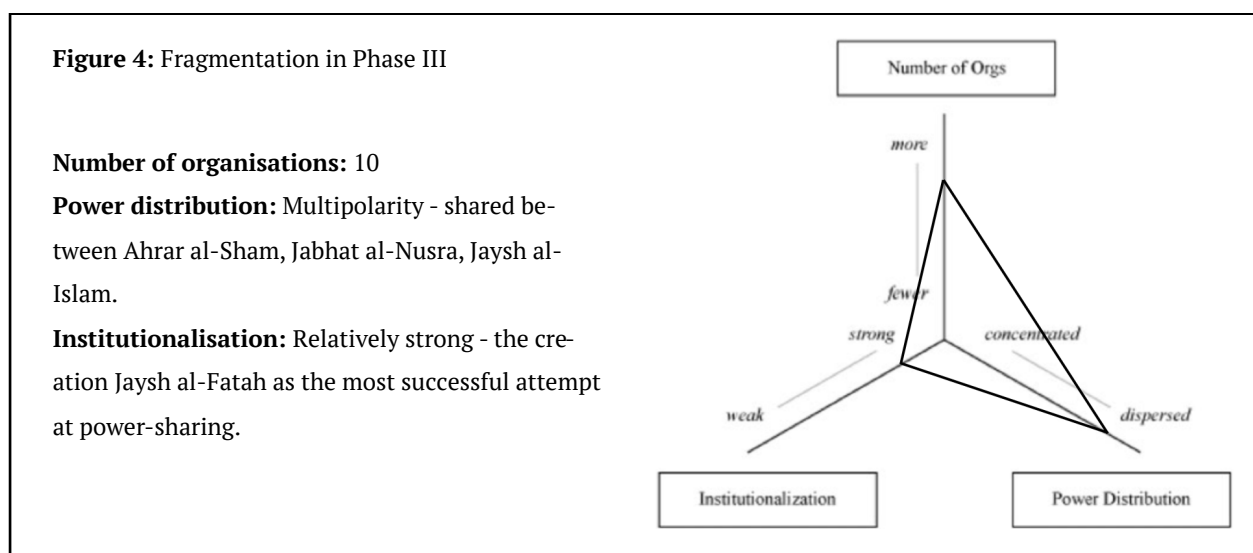 Figure 4: Fragmentation in Phase III
Number of organisations: 10
Power distribution: Multipolarity - shared be-
tween Ahrar al-Sham, Jabhat al-Nusra, Jaysh al-
Islam.
Institutionalisation: Relatively strong - the cre-
ation Jaysh al-Fatah as the most successful attempt
at power-sharing.
Number of Orgs
more
fewer
strong
concentrated
weak
dispersed
Institutionalization
Power Distribution